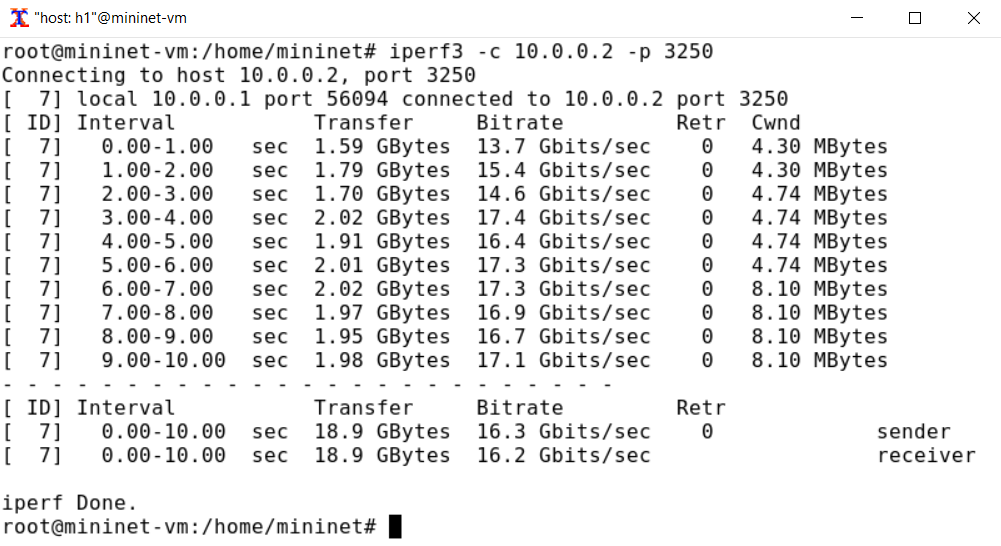 "host: h1"@mininet-vm
root@mininet-vm:/home/mininet# iperf3 -c 10.0.0.2 -p 3250
Connecting to host 10.0.0.2, port 3250
[  7] local 10.0.0.1 port 56094 connected to 10.0.0.2 port 3250
[ ID] Interval           Transfer     Bitrate         Retr  Cwnd
[  7]   0.00-1.00   sec  1.59 GBytes  13.7 Gbits/sec    0   4.30 MBytes
[  7]   1.00-2.00   sec  1.79 GBytes  15.4 Gbits/sec    0   4.30 MBytes
[  7]   2.00-3.00   sec  1.70 GBytes  14.6 Gbits/sec    0   4.74 MBytes
[  7]   3.00-4.00   sec  2.02 GBytes  17.4 Gbits/sec    0   4.74 MBytes
[  7]   4.00-5.00   sec  1.91 GBytes  16.4 Gbits/sec    0   4.74 MBytes
[  7]   5.00-6.00   sec  2.01 GBytes  17.3 Gbits/sec    0   4.74 MBytes
[  7]   6.00-7.00   sec  2.02 GBytes  17.3 Gbits/sec    0   8.10 MBytes
[  7]   7.00-8.00   sec  1.97 GBytes  16.9 Gbits/sec    0   8.10 MBytes
[  7]   8.00-9.00   sec  1.95 GBytes  16.7 Gbits/sec    0   8.10 MBytes
[  7]   9.00-10.00  sec  1.98 GBytes  17.1 Gbits/sec    0   8.10 MBytes
- - - - - - - - - - - - - - - - - - - - - - - - -
[ ID] Interval           Transfer     Bitrate         Retr
[  7]   0.00-10.00  sec  18.9 GBytes  16.3 Gbits/sec    0             sender
[  7]   0.00-10.00  sec  18.9 GBytes  16.2 Gbits/sec                  receiver
iperf Done.
root@mininet-vm:/home/mininet#